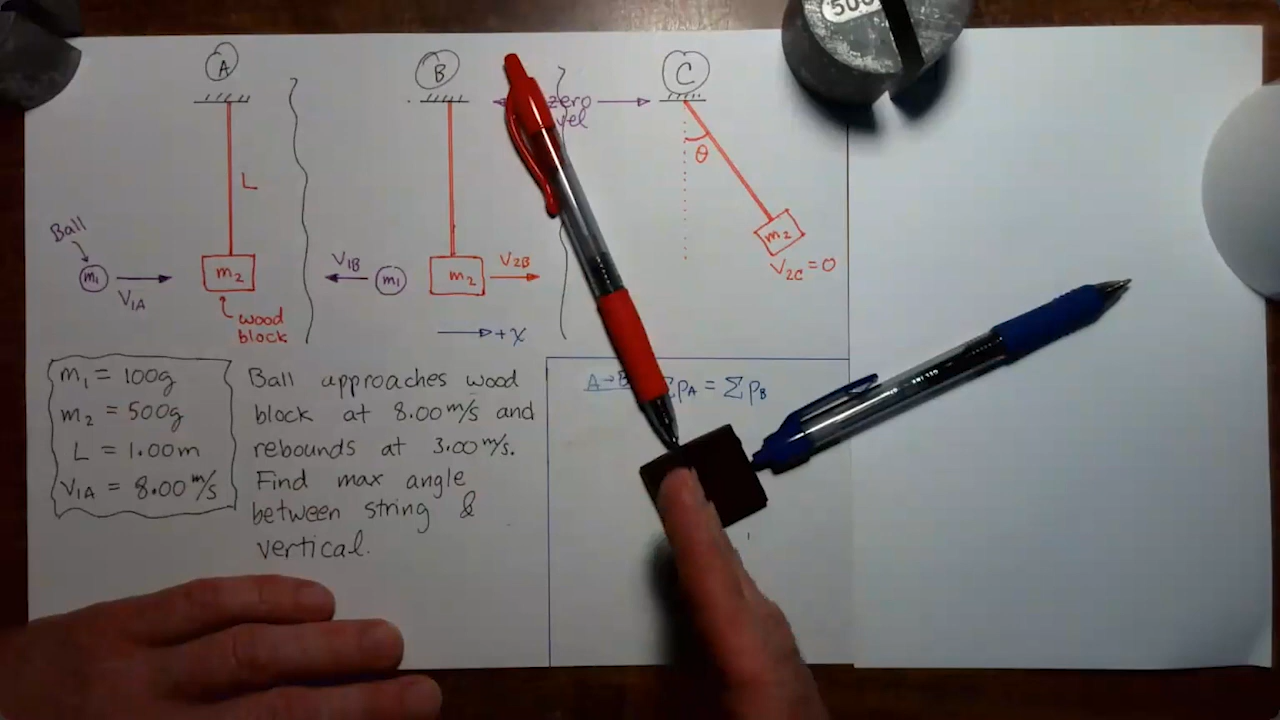 500
A
B
C
zero
L
θ
Ball
m₁
V₁A
m₂
wood
block
V₁B
m₁
m₂
V₂B
m₂
V₂C = 0
+x
m₁ = 100g
m₂ = 500g
L = 1.00m
V₁A = 8.00 m/s
Ball approaches wood
block at 8.00 m/s and
rebounds at 3.00 m/s.
Find max angle
between string &
vertical.
A→B ΣpA = ΣpB